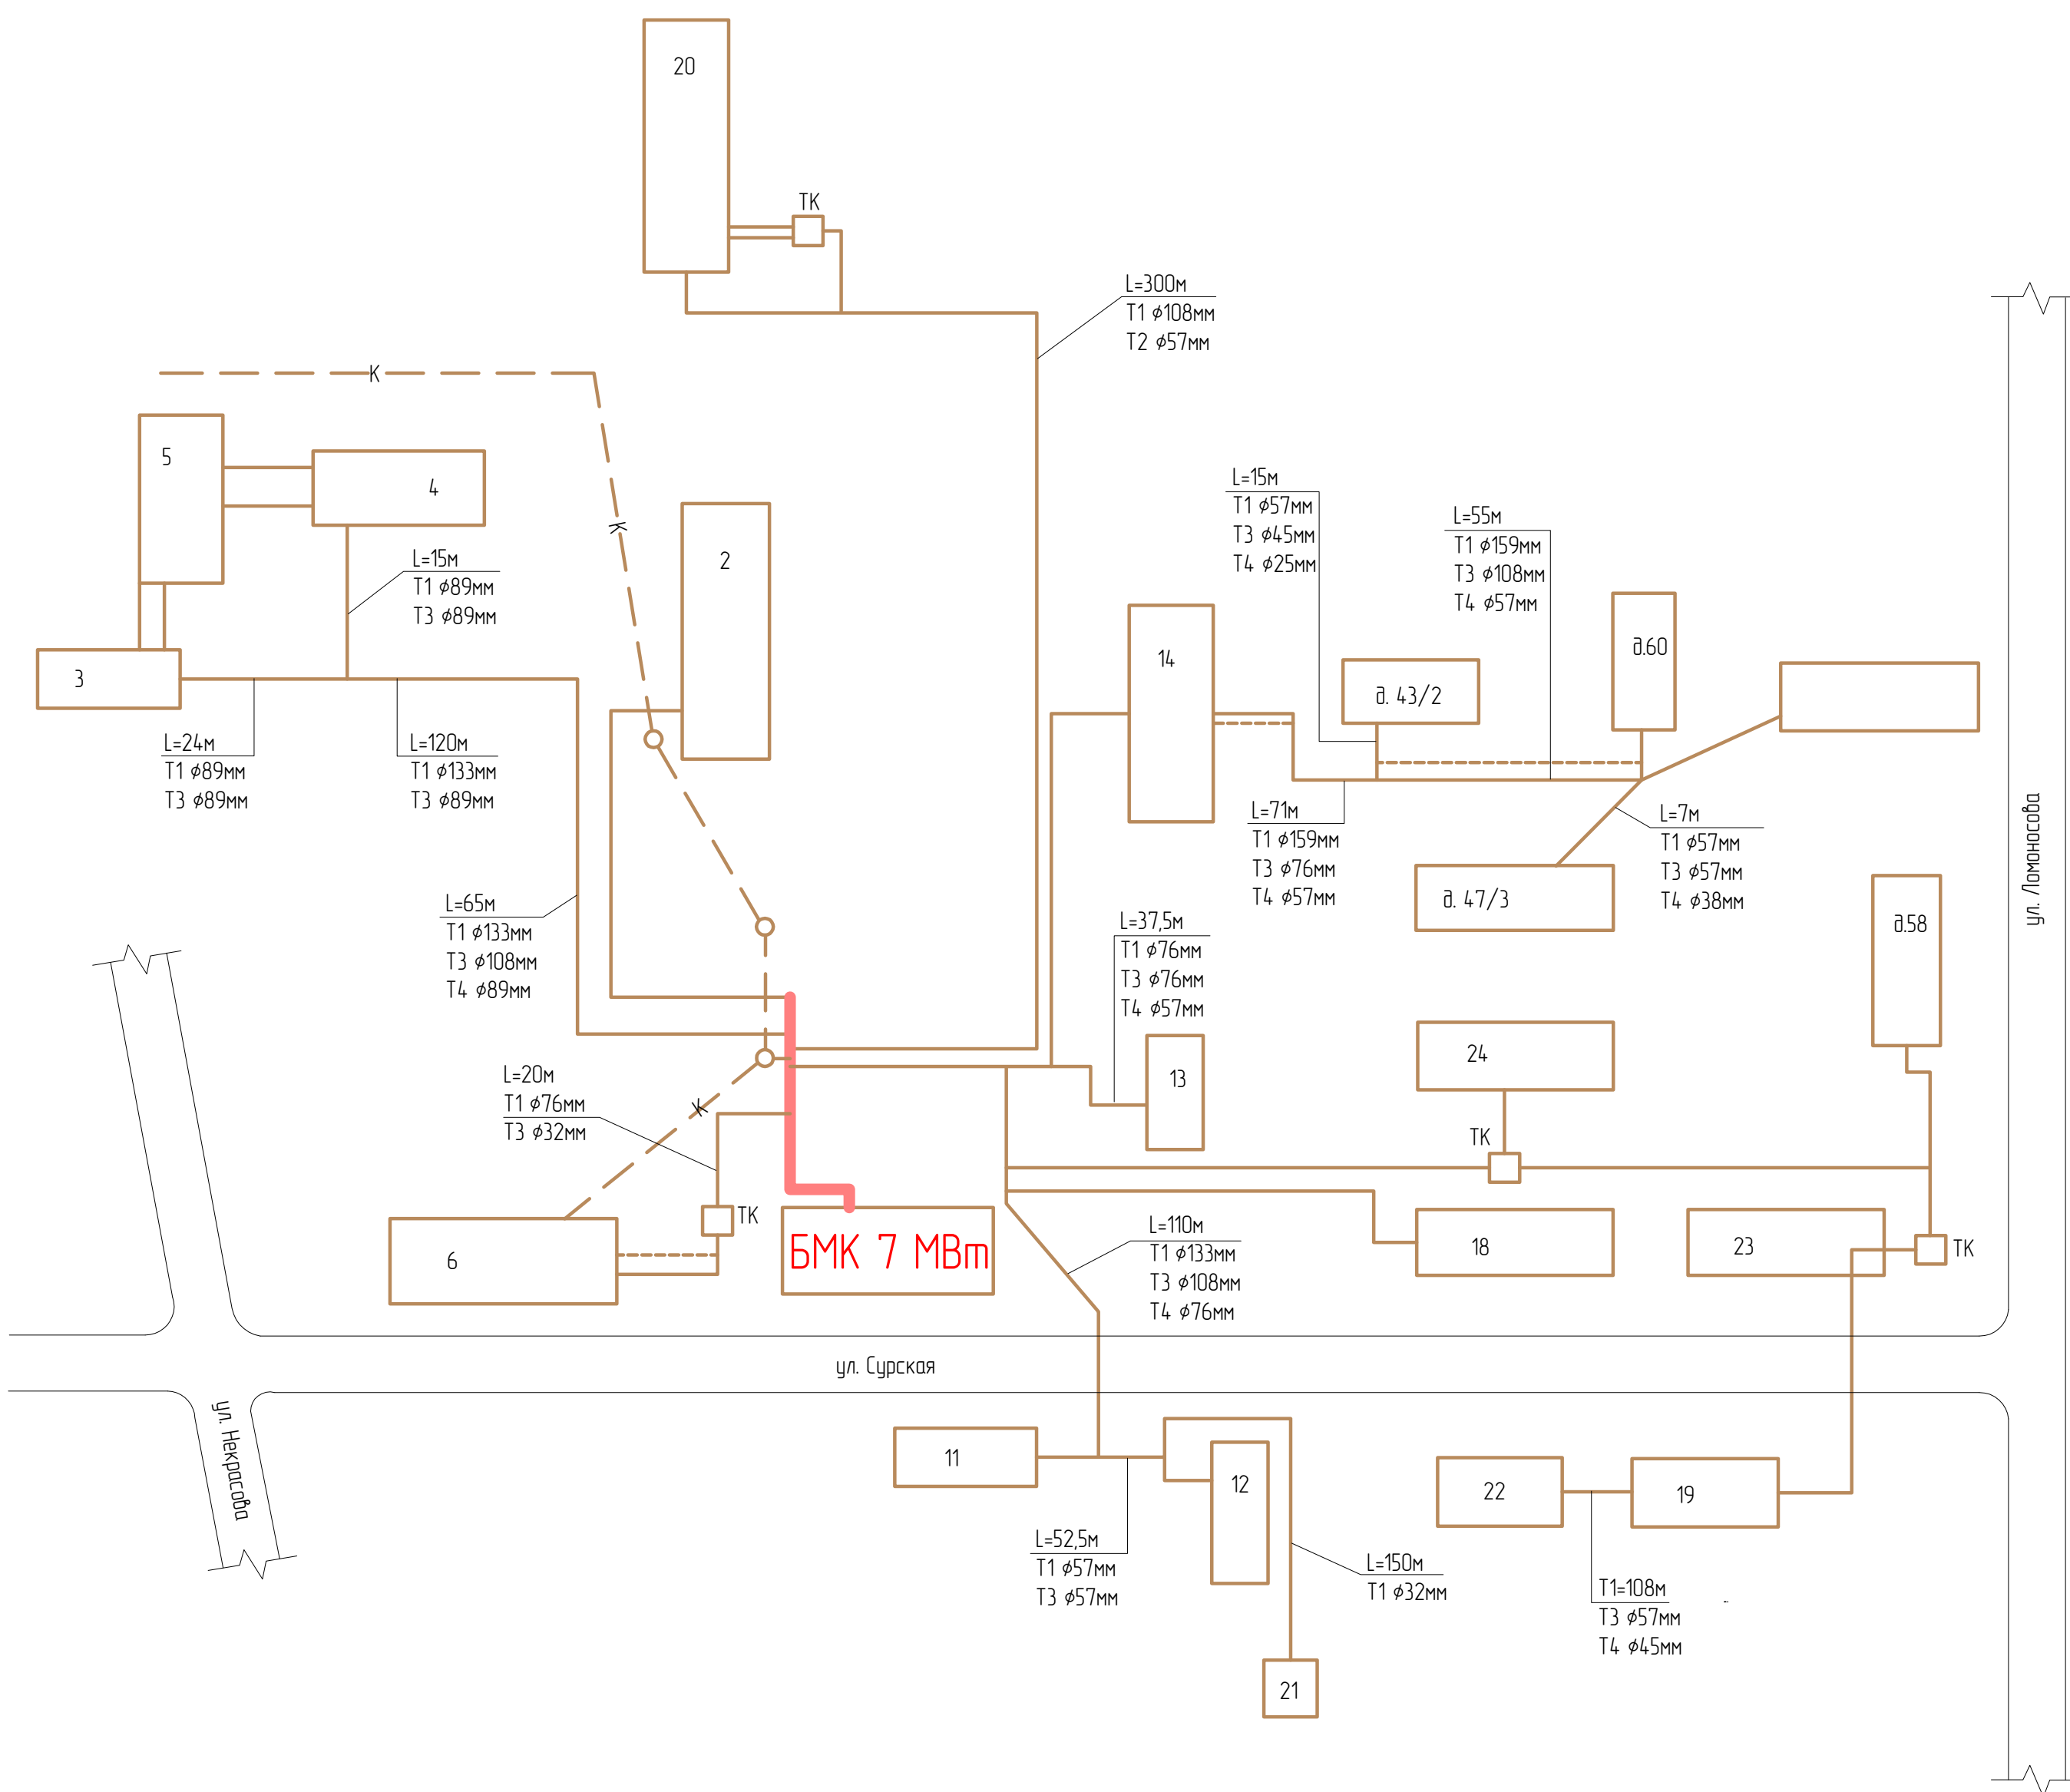 20
ТК
L=300м
Т1 ⌀108мм
Т2 ⌀57мм
К
5
4
К
2
L=15м
Т1 ⌀89мм
Т3 ⌀89мм
3
L=24м
Т1 ⌀89мм
Т3 ⌀89мм
L=120м
Т1 ⌀133мм
Т3 ⌀89мм
L=15м
Т1 ⌀57мм
Т3 ⌀45мм
Т4 ⌀25мм
L=55м
Т1 ⌀159мм
Т3 ⌀108мм
Т4 ⌀57мм
14
д. 43/2
д.60
L=71м
Т1 ⌀159мм
Т3 ⌀76мм
Т4 ⌀57мм
L=7м
Т1 ⌀57мм
Т3 ⌀57мм
Т4 ⌀38мм
д. 47/3
д.58
ул. Ломоносова
L=65м
Т1 ⌀133мм
Т3 ⌀108мм
Т4 ⌀89мм
L=37,5м
Т1 ⌀76мм
Т3 ⌀76мм
Т4 ⌀57мм
13
24
ТК
L=20м
Т1 ⌀76мм
Т3 ⌀32мм
К
ТК
6
БМК 7 МВт
L=110м
Т1 ⌀133мм
Т3 ⌀108мм
Т4 ⌀76мм
18
23
ТК
ул. Сурская
ул. Некрасова
11
12
22
19
L=52,5м
Т1 ⌀57мм
Т3 ⌀57мм
L=150м
Т1 ⌀32мм
Т1=108м
Т3 ⌀57мм
Т4 ⌀45мм
21